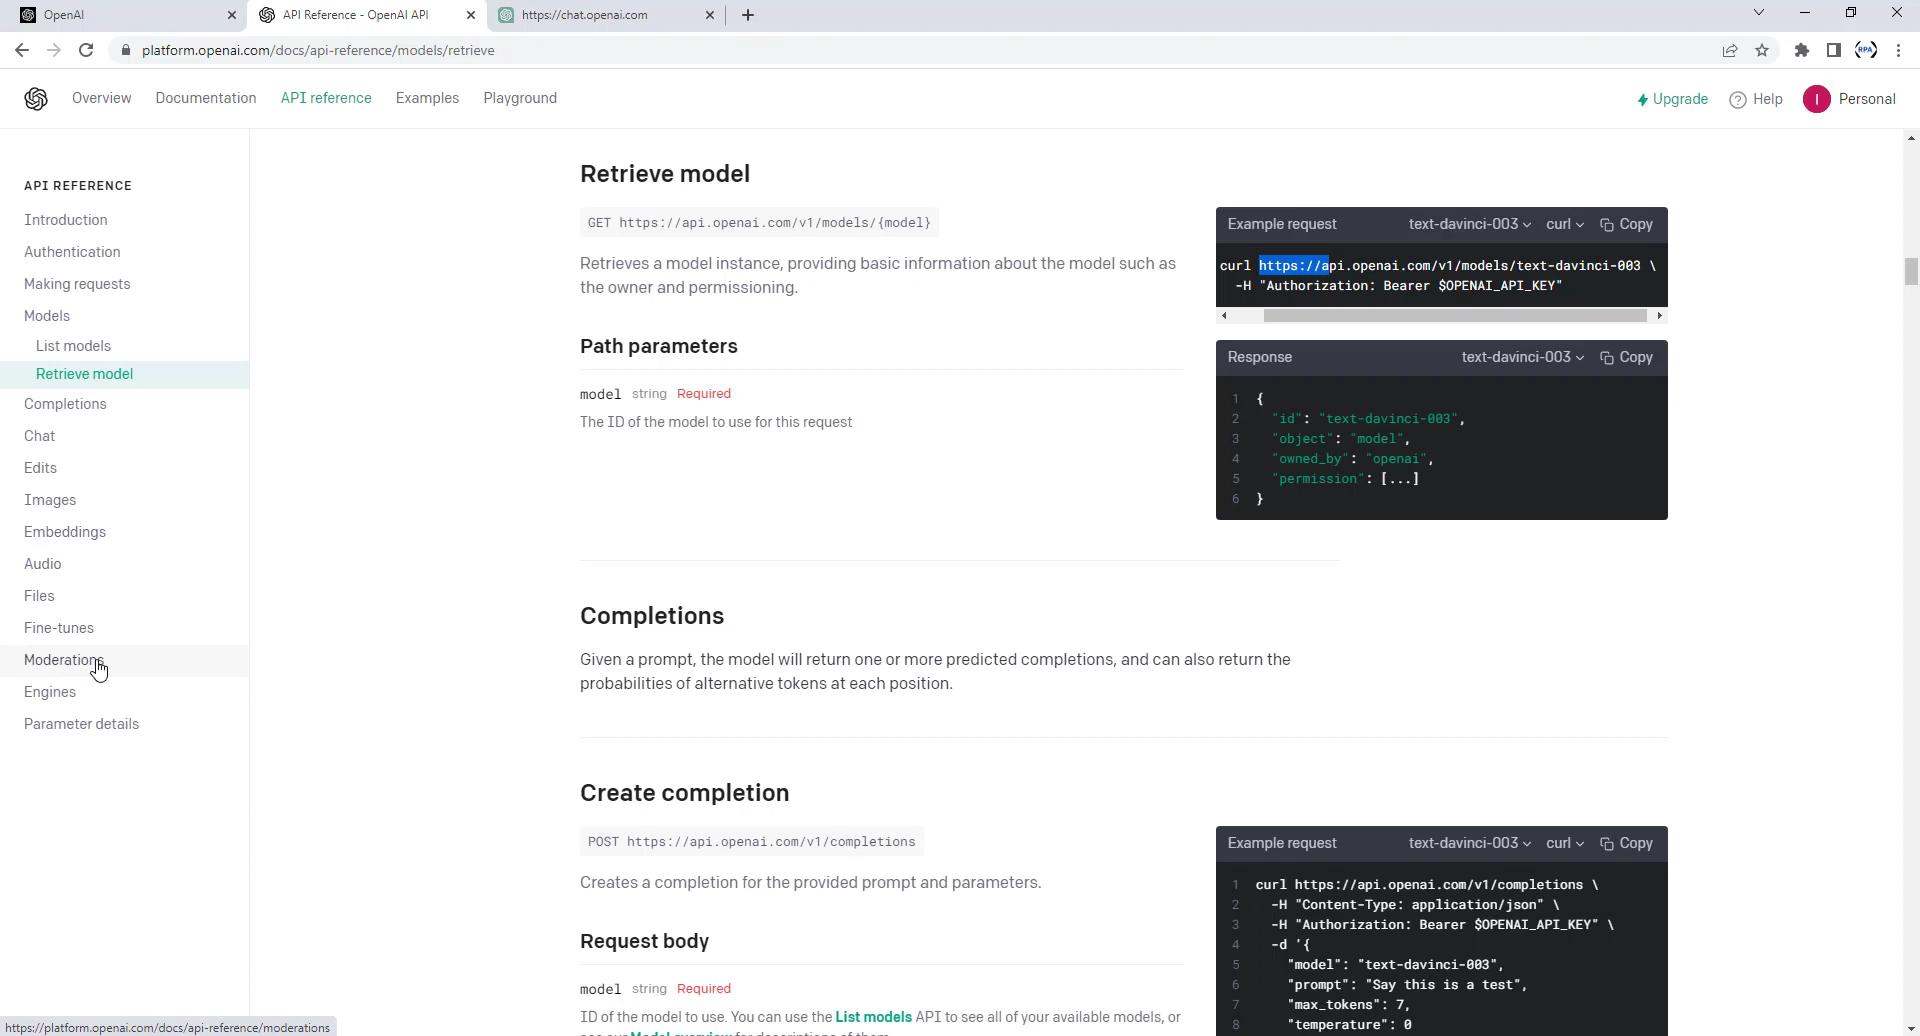 OpenAI
API Reference - OpenAI API
https://chat.openai.com
platform.openai.com/docs/api-reference/models/retrieve
RPA
Overview
Documentation
API reference
Examples
Playground
Upgrade
? Help
I Personal
API REFERENCE
Introduction
Authentication
Making requests
Models
List models
Retrieve model
Completions
Chat
Edits
Images
Embeddings
Audio
Files
Fine-tunes
Moderations
Engines
Parameter details
Retrieve model
GET https://api.openai.com/v1/models/{model}
Retrieves a model instance, providing basic information about the model such as
the owner and permissioning.
Path parameters
model string Required
The ID of the model to use for this request
Example request text-davinci-003 curl Copy
curl https://api.openai.com/v1/models/text-davinci-003 \
-H "Authorization: Bearer $OPENAI_API_KEY"
Response text-davinci-003 Copy
1 {
2 "id": "text-davinci-003",
3 "object": "model",
4 "owned_by": "openai",
5 "permission": [...]
6 }
Completions
Given a prompt, the model will return one or more predicted completions, and can also return the
probabilities of alternative tokens at each position.
Create completion
POST https://api.openai.com/v1/completions
Creates a completion for the provided prompt and parameters.
Request body
model string Required
ID of the model to use. You can use the List models API to see all of your available models, or
see our Model overview for descriptions of them.
Example request text-davinci-003 curl Copy
1 curl https://api.openai.com/v1/completions \
2 -H "Content-Type: application/json" \
3 -H "Authorization: Bearer $OPENAI_API_KEY" \
4 -d '{
5 "model": "text-davinci-003",
6 "prompt": "Say this is a test",
7 "max_tokens": 7,
8 "temperature": 0
https://platform.openai.com/docs/api-reference/moderations